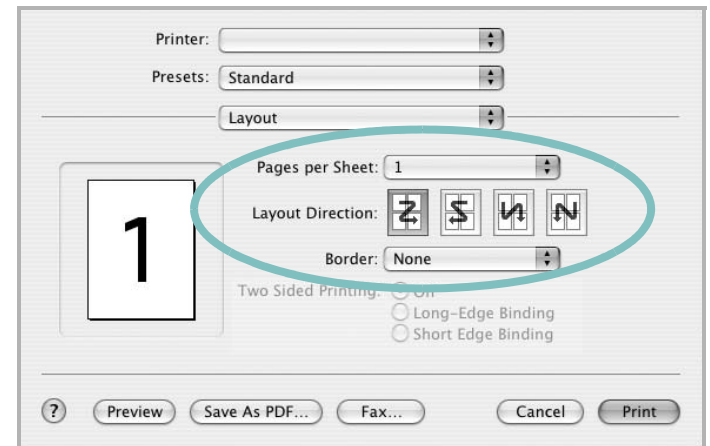 Printer:
Presets: Standard
Layout
Pages per Sheet: 1
Layout Direction:
Border: None
1
Two Sided Printing: Off
Long-Edge Binding
Short Edge Binding
? Preview Save As PDF... Fax... Cancel Print